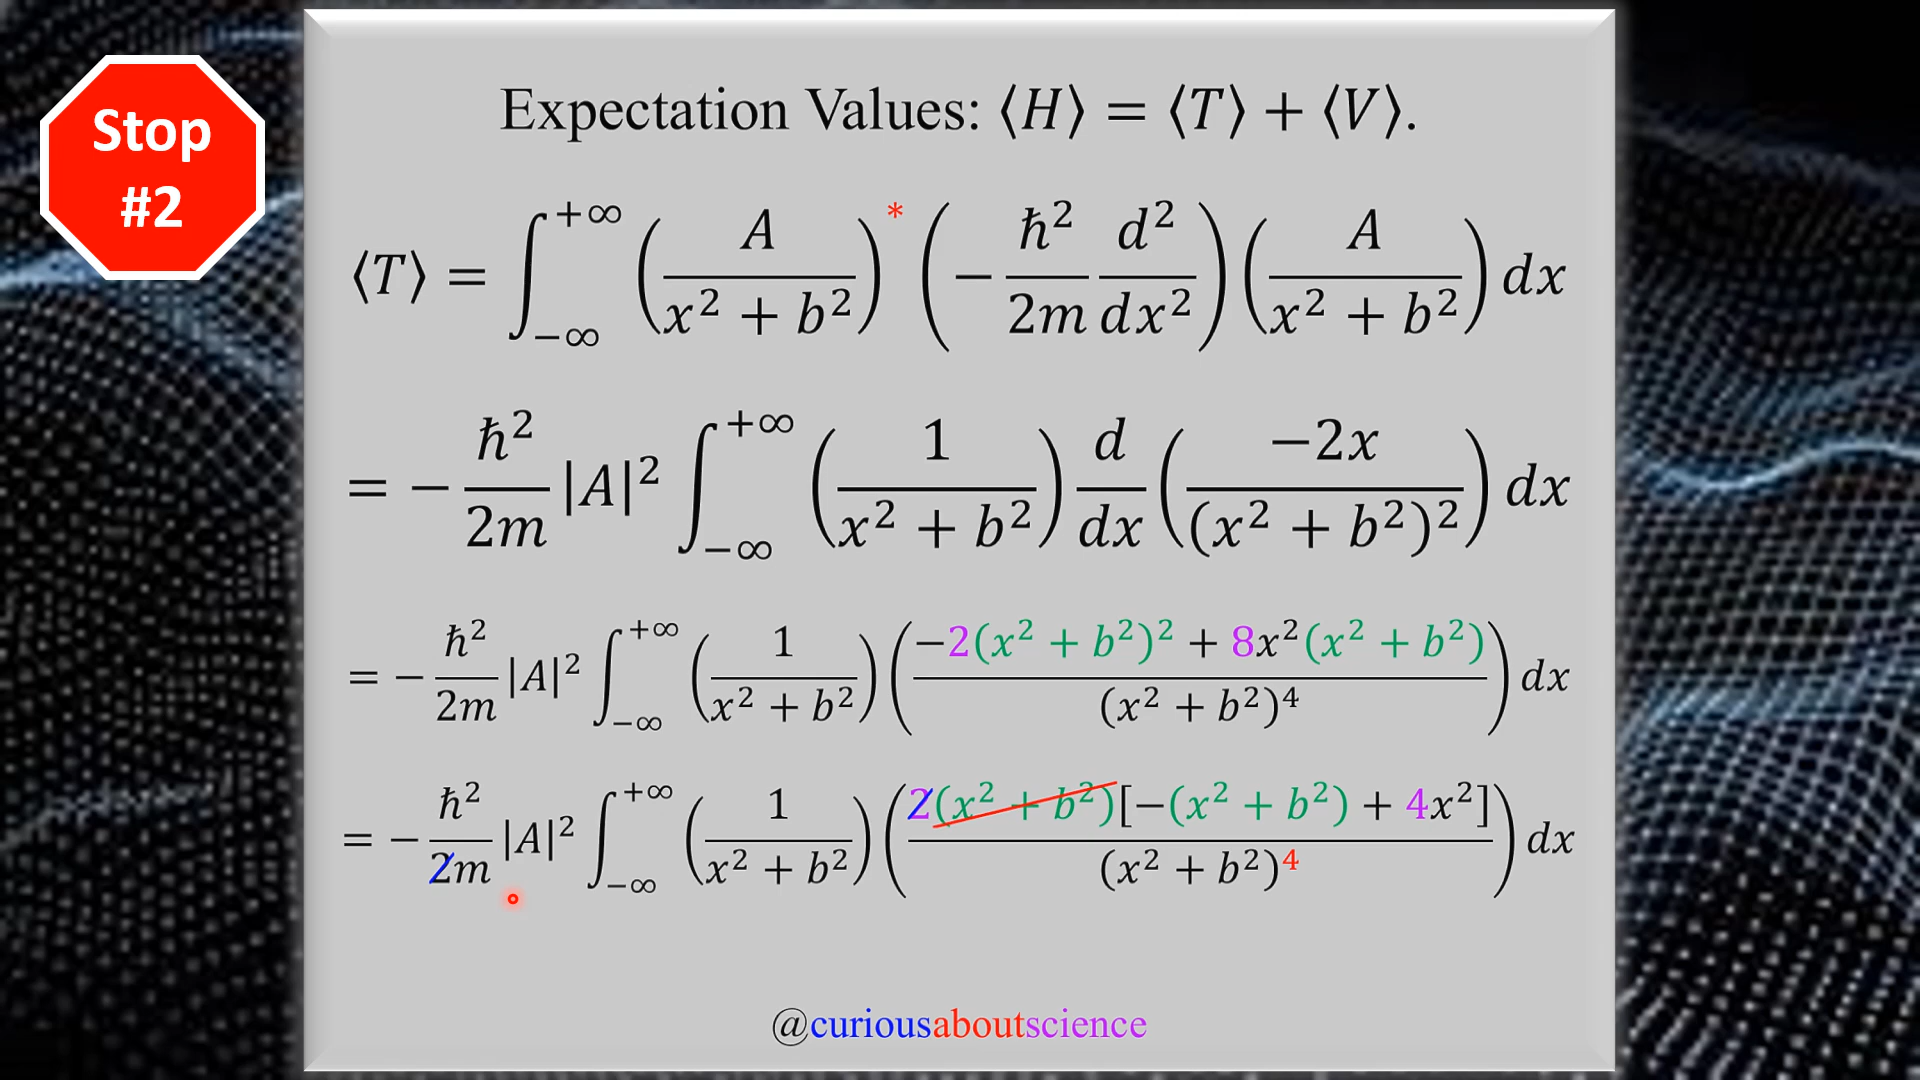 Stop
#2
Expectation Values: ⟨H⟩ = ⟨T⟩ + ⟨V⟩.
⟨T⟩ = ∫_{−∞}^{+∞} (A / (x² + b²))* (−ħ²/2m d²/dx²) (A / (x² + b²)) dx
= −ħ²/2m |A|² ∫_{−∞}^{+∞} (1 / (x² + b²)) d/dx (−2x / (x² + b²)²) dx
= −ħ²/2m |A|² ∫_{−∞}^{+∞} (1 / (x² + b²)) ((−2(x² + b²)² + 8x²(x² + b²)) / (x² + b²)⁴) dx
= −ħ²/2m |A|² ∫_{−∞}^{+∞} (1 / (x² + b²)) (2(x² + b²)[−(x² + b²) + 4x²] / (x² + b²)⁴) dx
@curiousaboutscience